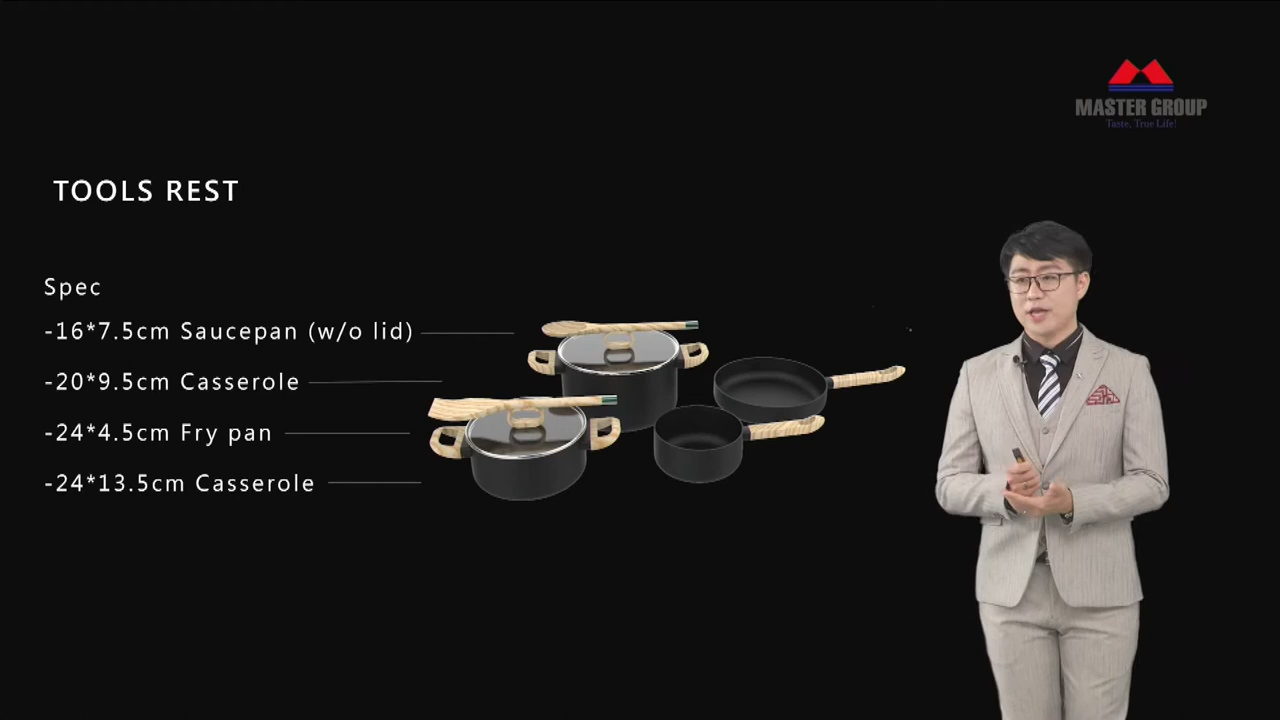 MASTER GROUP
Taste, True Life!
TOOLS REST
Spec
-16*7.5cm Saucepan (w/o lid)
-20*9.5cm Casserole
-24*4.5cm Fry pan
-24*13.5cm Casserole